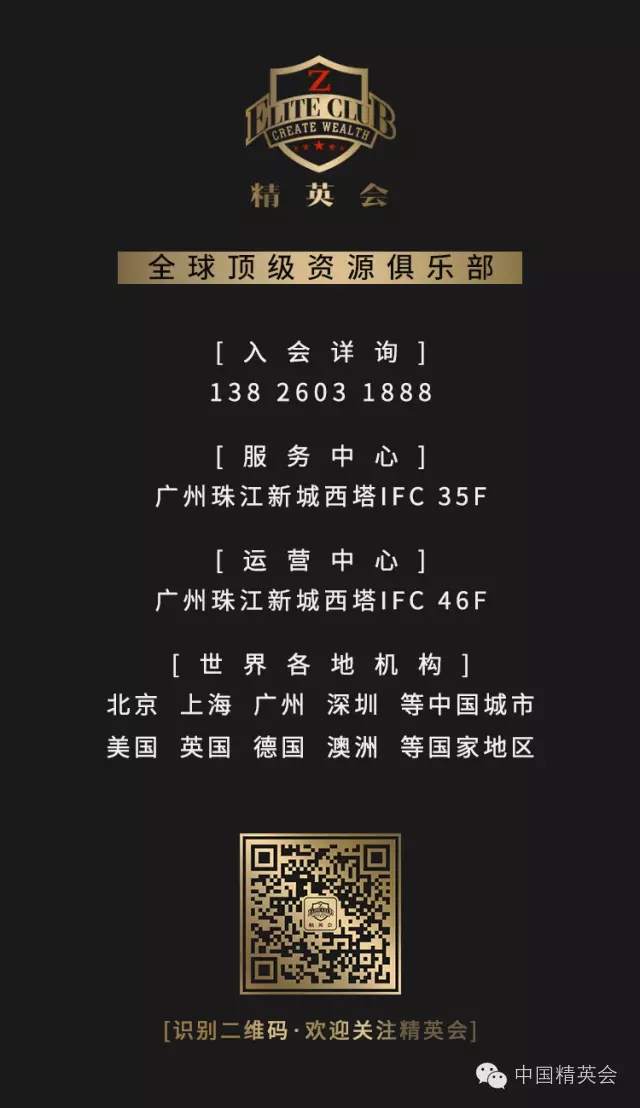 Z
ELITE CLUB
CREATE WEALTH
精英会
全球顶级资源俱乐部
[ 入会详询 ]
138 2603 1888
[ 服务中心 ]
广州珠江新城西塔IFC 35F
[ 运营中心 ]
广州珠江新城西塔IFC 46F
[ 世界各地机构 ]
北京 上海 广州 深圳 等中国城市
美国 英国 德国 澳洲 等国家地区
ELITE CLUB
精英会
[识别二维码·欢迎关注精英会]
中国精英会